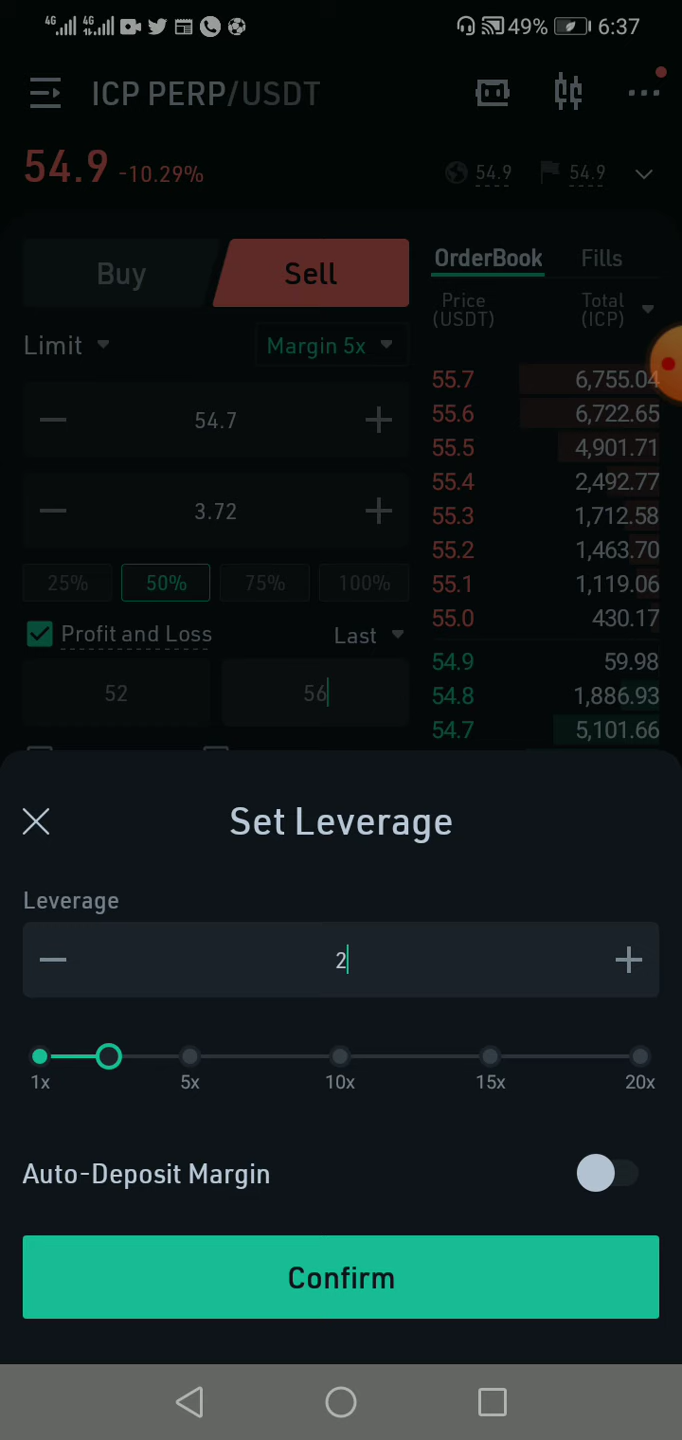 4G 4G 49% 6:37
ICP PERP/USDT
54.9 -10.29% 54.9 54.9
Buy Sell
Limit Margin 5x
54.7
3.72
25% 50% 75% 100%
Profit and Loss Last
52 56
OrderBook Fills
Price (USDT) Total (ICP)
55.7 6,755.04
55.6 6,722.65
55.5 4,901.71
55.4 2,492.77
55.3 1,712.58
55.2 1,463.70
55.1 1,119.06
55.0 430.17
54.9 59.98
54.8 1,886.93
54.7 5,101.66
Set Leverage
Leverage
2
1x 5x 10x 15x 20x
Auto-Deposit Margin
Confirm